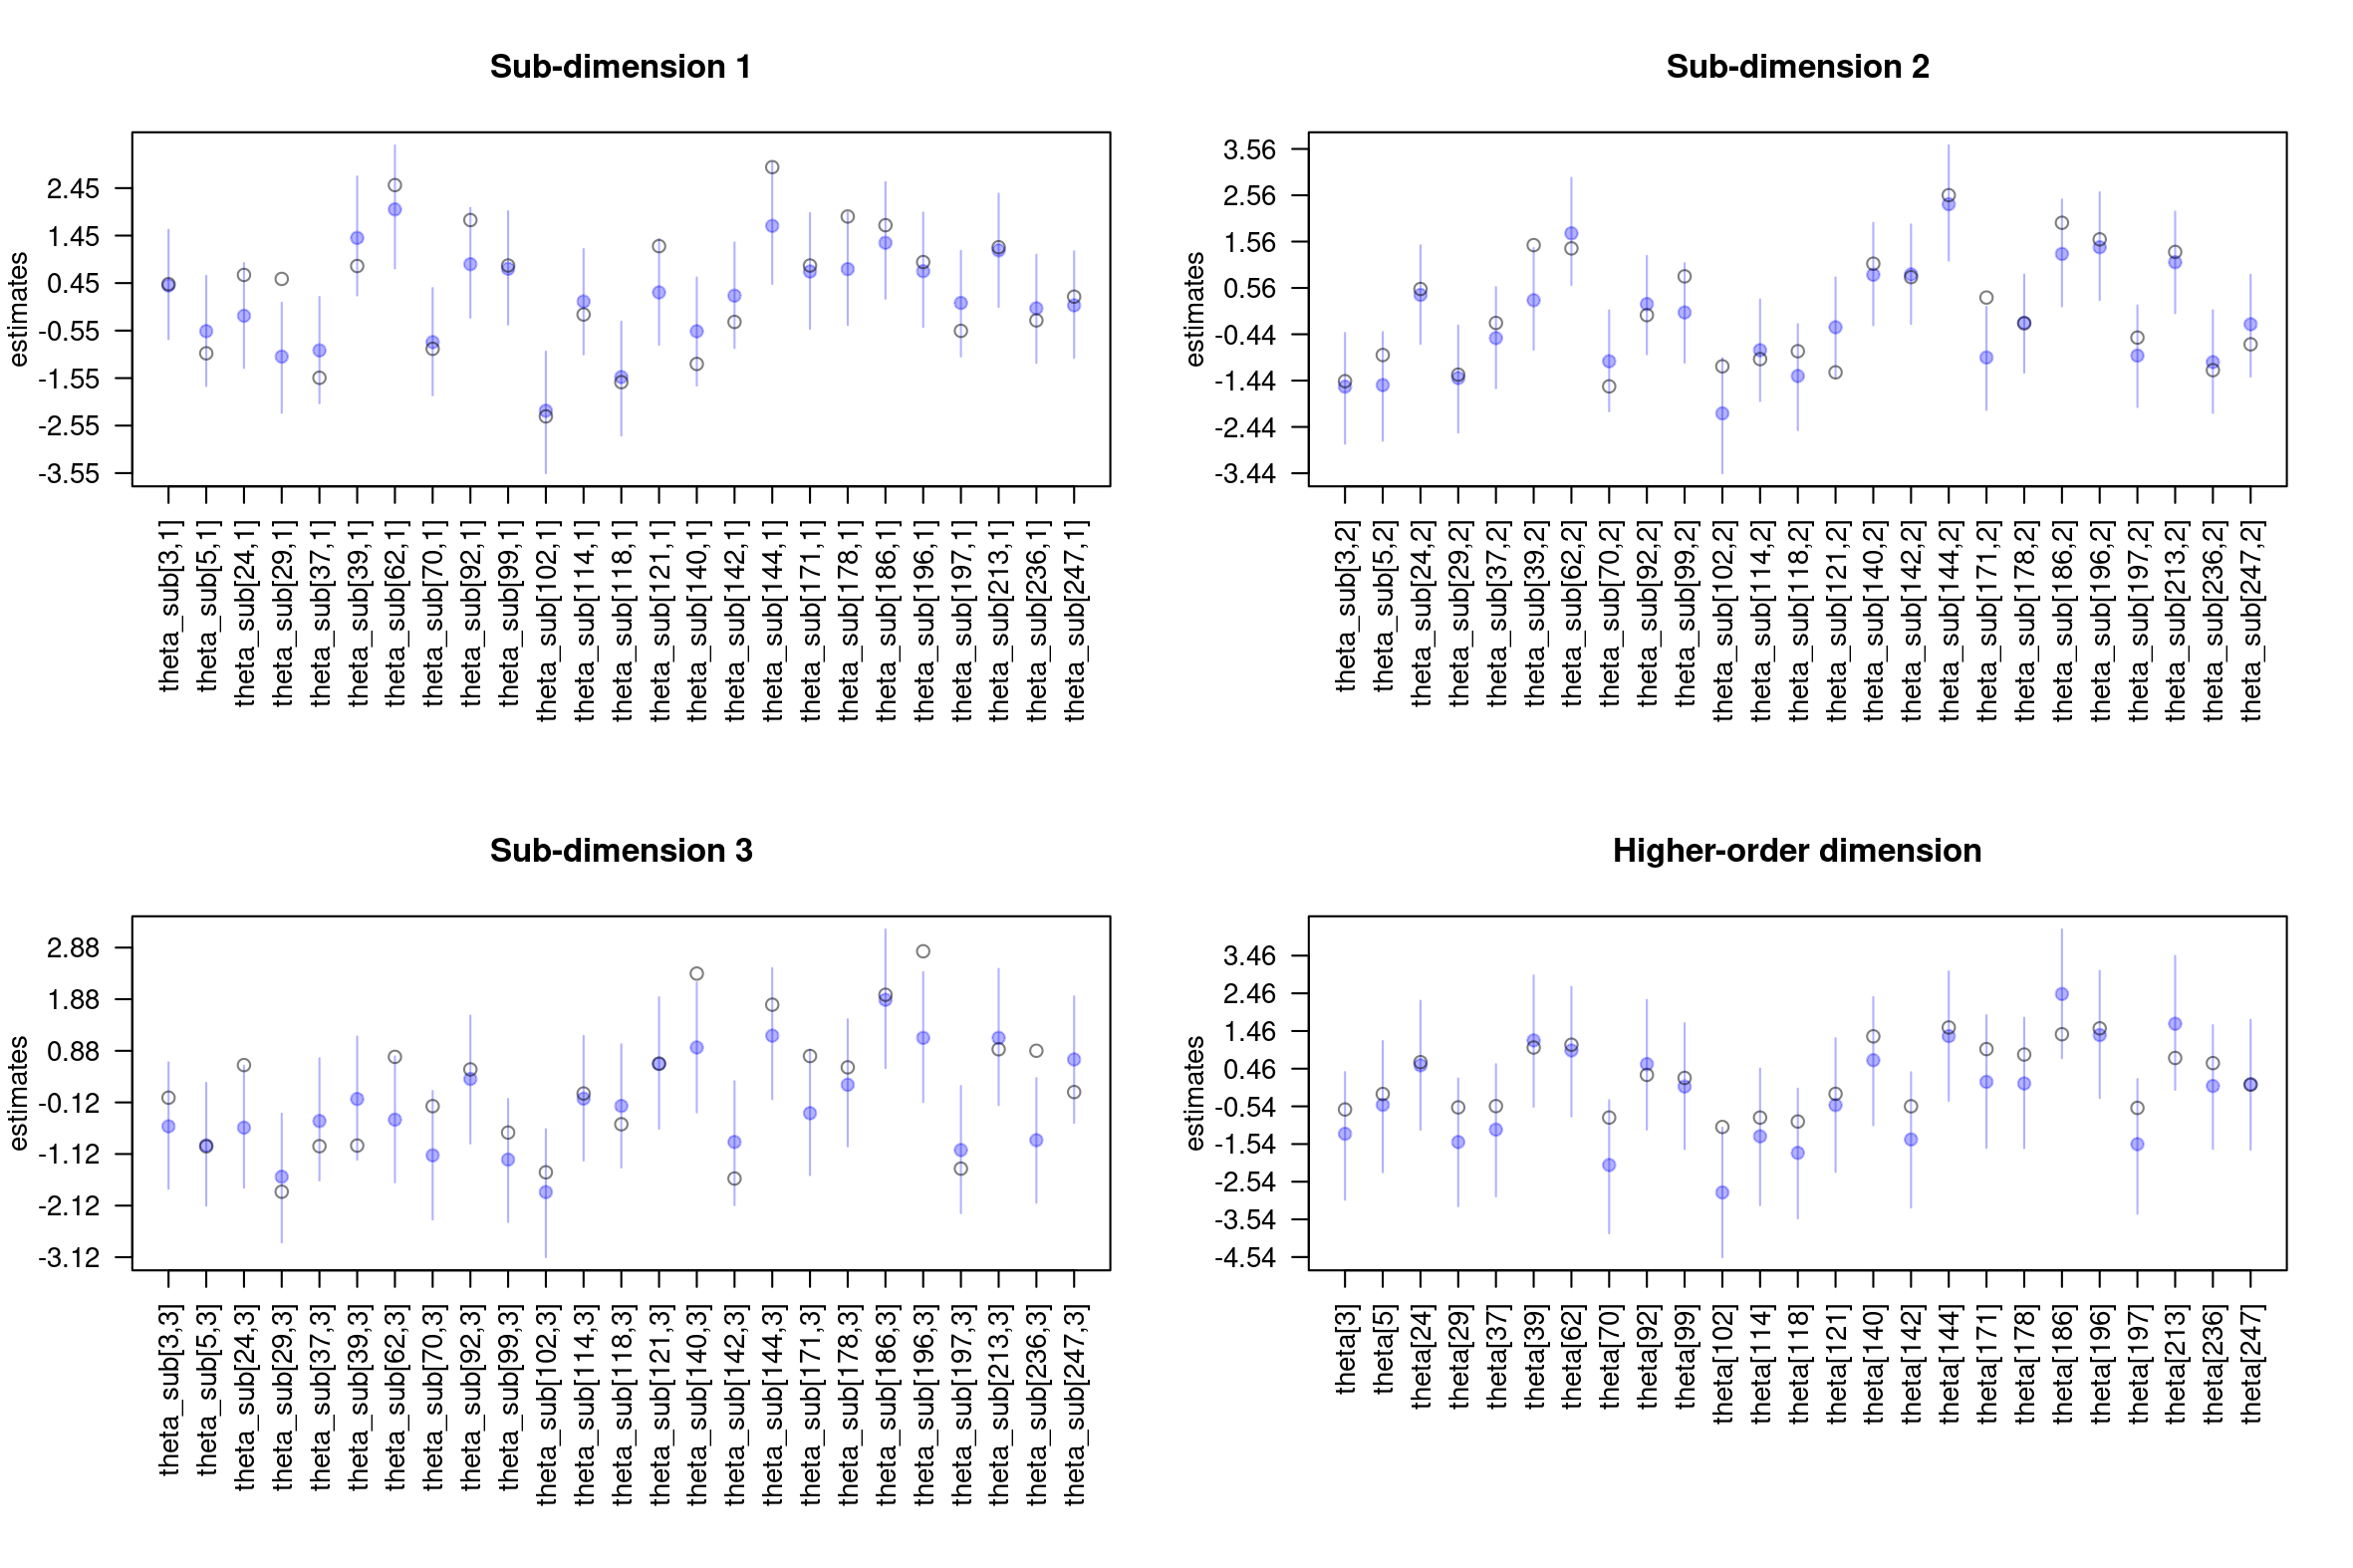 Sub-dimension 1
estimates
2.45
1.45
0.45
-0.55
-1.55
-2.55
-3.55
theta_sub[3,1]
theta_sub[5,1]
theta_sub[24,1]
theta_sub[29,1]
theta_sub[37,1]
theta_sub[39,1]
theta_sub[62,1]
theta_sub[70,1]
theta_sub[92,1]
theta_sub[99,1]
theta_sub[102,1]
theta_sub[114,1]
theta_sub[118,1]
theta_sub[121,1]
theta_sub[140,1]
theta_sub[142,1]
theta_sub[144,1]
theta_sub[171,1]
theta_sub[178,1]
theta_sub[186,1]
theta_sub[196,1]
theta_sub[197,1]
theta_sub[213,1]
theta_sub[236,1]
theta_sub[247,1]
Sub-dimension 2
estimates
3.56
2.56
1.56
0.56
-0.44
-1.44
-2.44
-3.44
theta_sub[3,2]
theta_sub[5,2]
theta_sub[24,2]
theta_sub[29,2]
theta_sub[37,2]
theta_sub[39,2]
theta_sub[62,2]
theta_sub[70,2]
theta_sub[92,2]
theta_sub[99,2]
theta_sub[102,2]
theta_sub[114,2]
theta_sub[118,2]
theta_sub[121,2]
theta_sub[140,2]
theta_sub[142,2]
theta_sub[144,2]
theta_sub[171,2]
theta_sub[178,2]
theta_sub[186,2]
theta_sub[196,2]
theta_sub[197,2]
theta_sub[213,2]
theta_sub[236,2]
theta_sub[247,2]
Sub-dimension 3
estimates
2.88
1.88
0.88
-0.12
-1.12
-2.12
-3.12
theta_sub[3,3]
theta_sub[5,3]
theta_sub[24,3]
theta_sub[29,3]
theta_sub[37,3]
theta_sub[39,3]
theta_sub[62,3]
theta_sub[70,3]
theta_sub[92,3]
theta_sub[99,3]
theta_sub[102,3]
theta_sub[114,3]
theta_sub[118,3]
theta_sub[121,3]
theta_sub[140,3]
theta_sub[142,3]
theta_sub[144,3]
theta_sub[171,3]
theta_sub[178,3]
theta_sub[186,3]
theta_sub[196,3]
theta_sub[197,3]
theta_sub[213,3]
theta_sub[236,3]
theta_sub[247,3]
Higher-order dimension
estimates
3.46
2.46
1.46
0.46
-0.54
-1.54
-2.54
-3.54
-4.54
theta[3]
theta[5]
theta[24]
theta[29]
theta[37]
theta[39]
theta[62]
theta[70]
theta[92]
theta[99]
theta[102]
theta[114]
theta[118]
theta[121]
theta[140]
theta[142]
theta[144]
theta[171]
theta[178]
theta[186]
theta[196]
theta[197]
theta[213]
theta[236]
theta[247]